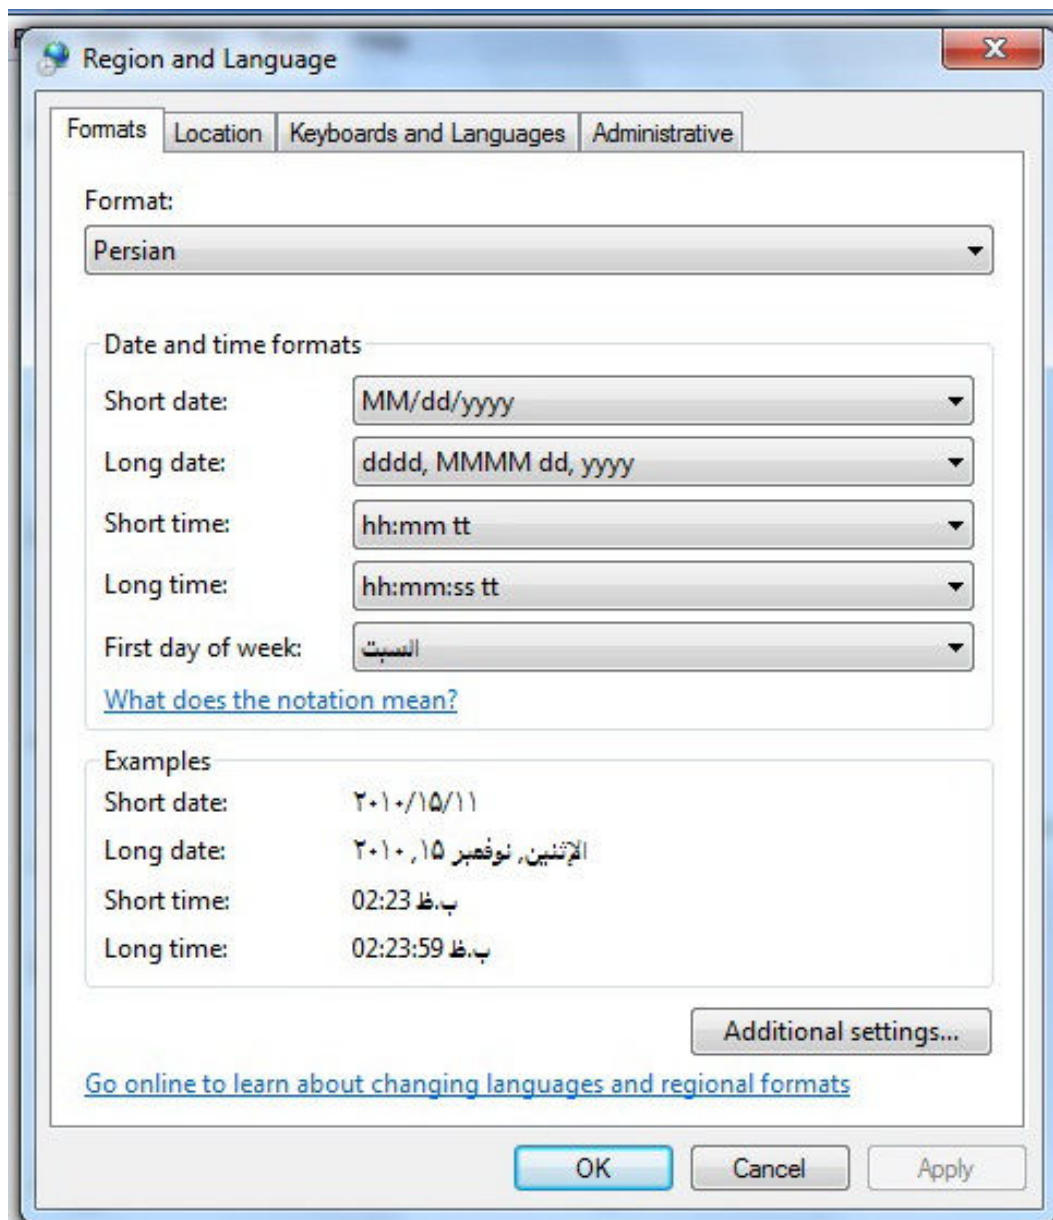 Region and Language
Formats Location Keyboards and Languages Administrative
Format:
Persian
Date and time formats
Short date: MM/dd/yyyy
Long date: dddd, MMMM dd, yyyy
Short time: hh:mm tt
Long time: hh:mm:ss tt
First day of week: السبت
What does the notation mean?
Examples
Short date: ۲۰۱۰/۱۵/۱۱
Long date: الإثنين, نوفمبر ۱۵, ۲۰۱۰
Short time: 02:23 ب.ظ
Long time: 02:23:59 ب.ظ
Additional settings...
Go online to learn about changing languages and regional formats
OK Cancel Apply